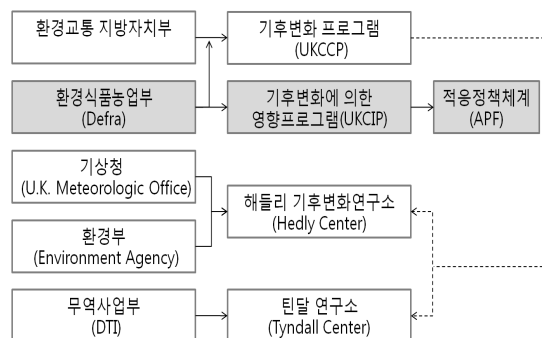 환경교통 지방자치부
기후변화 프로그램
(UKCCP)
환경식품농업부
(Defra)
기후변화에 의한
영향프로그램(UKCIP)
적응정책체계
(APF)
기상청
(U.K. Meteorologic Office)
해들리 기후변화연구소
(Hedly Center)
환경부
(Environment Agency)
무역사업부
(DTI)
틴달 연구소
(Tyndall Center)